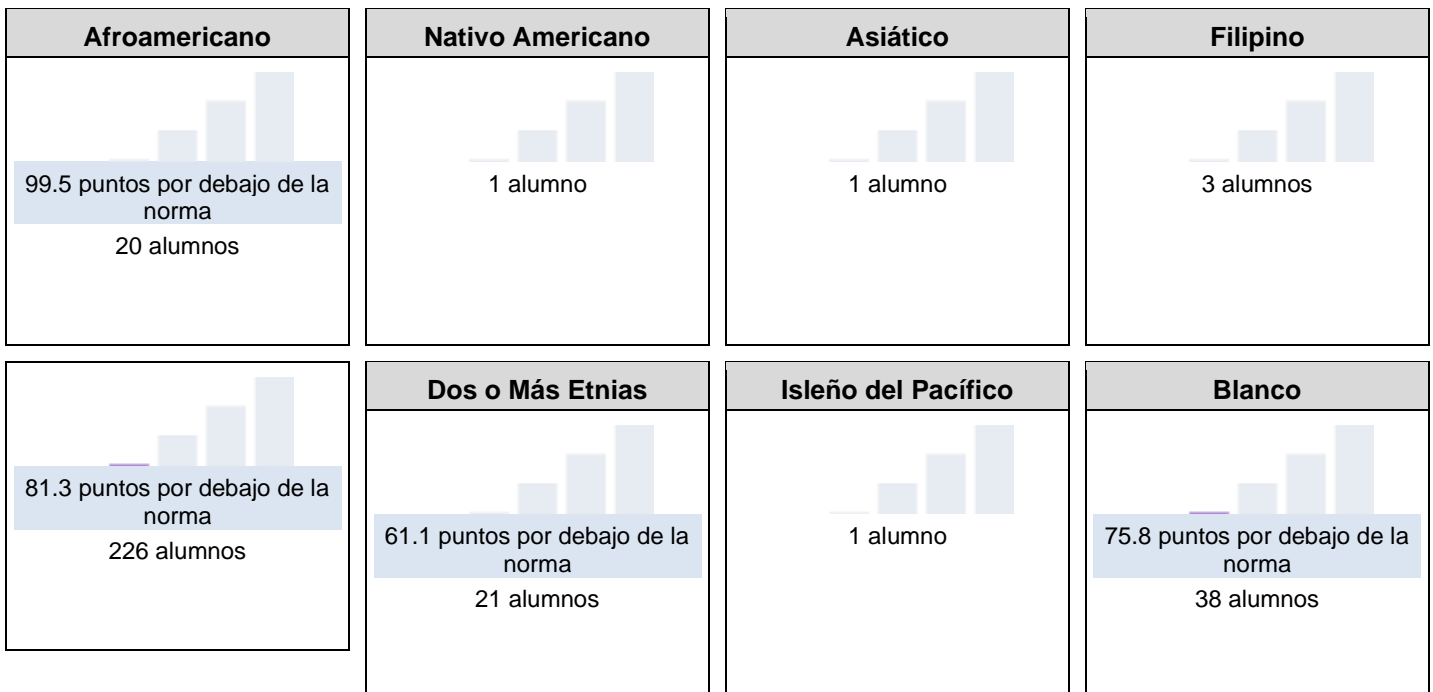 Afroamericano
99.5 puntos por debajo de la
norma
20 alumnos
Nativo Americano
1 alumno
Asiático
1 alumno
Filipino
3 alumnos
81.3 puntos por debajo de la
norma
226 alumnos
Dos o Más Etnias
61.1 puntos por debajo de la
norma
21 alumnos
Isleño del Pacífico
1 alumno
Blanco
75.8 puntos por debajo de la
norma
38 alumnos